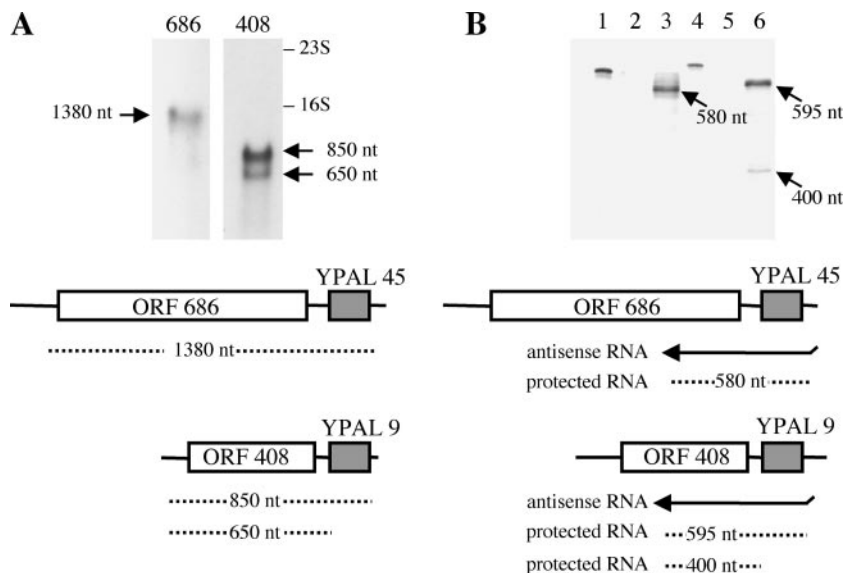 A
686 408
23S
16S
1380 nt
850 nt
650 nt
YPAL 45
ORF 686
1380 nt
YPAL 9
ORF 408
850 nt
650 nt
B
1 2 3 4 5 6
580 nt
595 nt
400 nt
YPAL 45
ORF 686
antisense RNA
protected RNA 580 nt
YPAL 9
ORF 408
antisense RNA
protected RNA 595 nt
protected RNA 400 nt